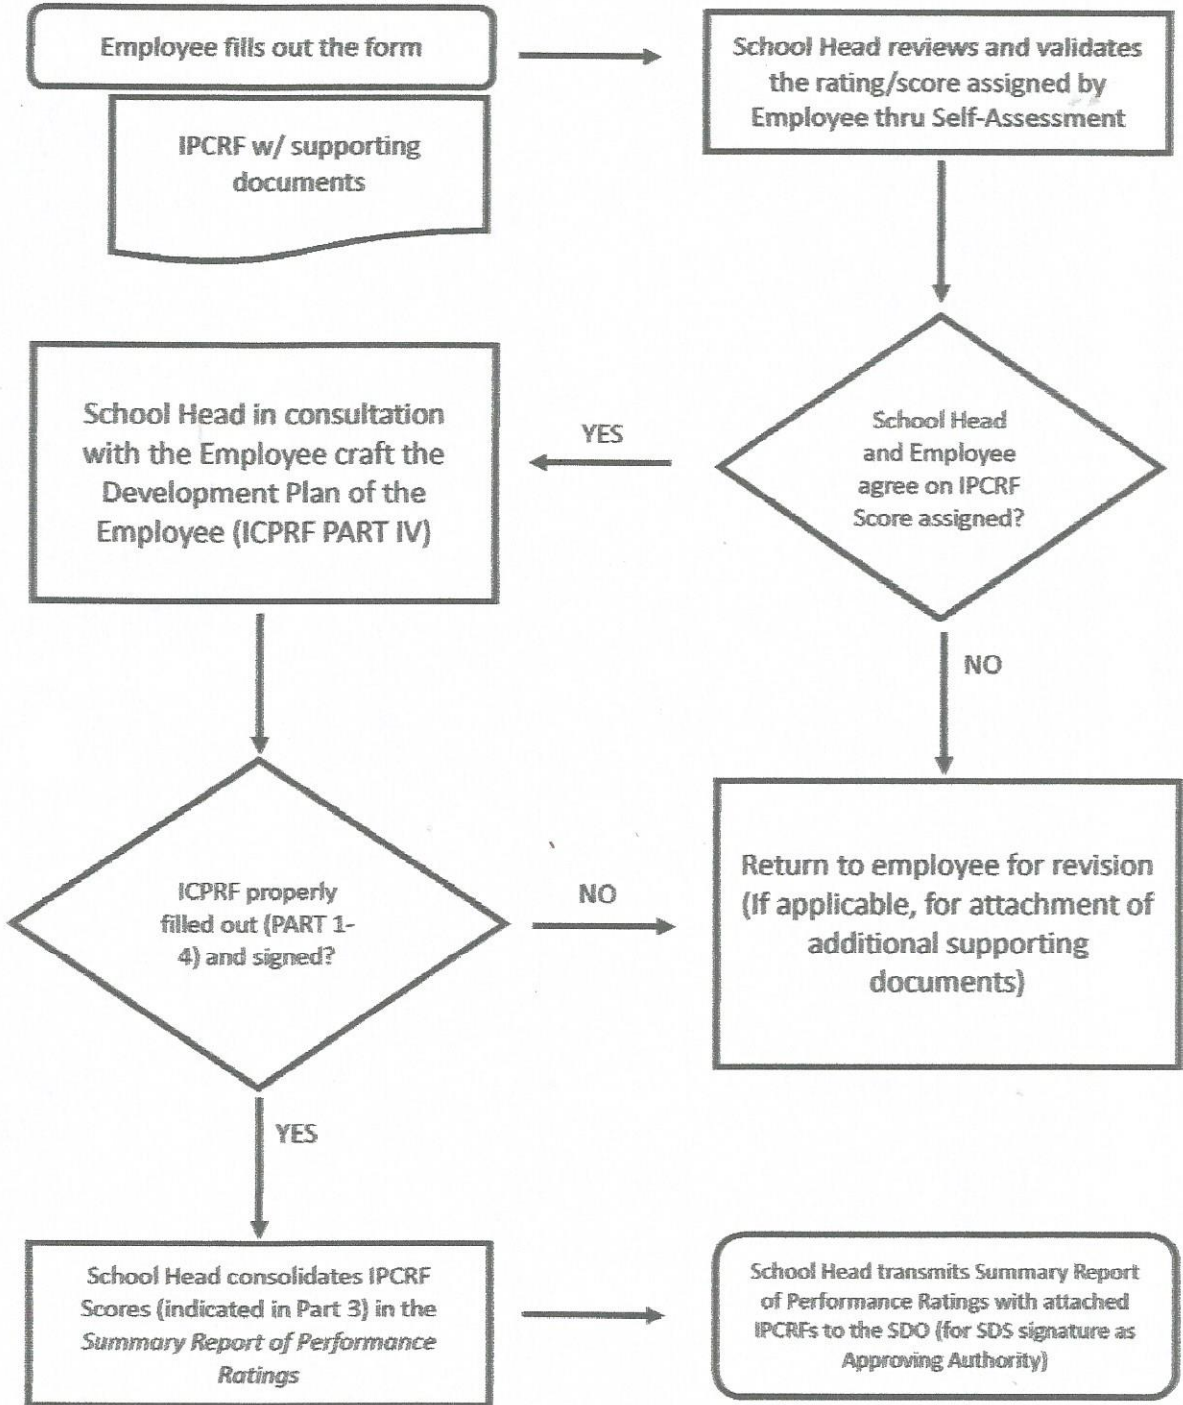 Employee fills out the form
IPCRF w/ supporting
documents
School Head reviews and validates
the rating/score assigned by
Employee thru Self-Assessment
School Head
and Employee
agree on IPCRF
Score assigned?
YES
NO
School Head in consultation
with the Employee craft the
Development Plan of the
Employee (ICPRF PART IV)
ICPRF properly
filled out (PART 1-
4) and signed?
NO
YES
Return to employee for revision
(If applicable, for attachment of
additional supporting
documents)
School Head consolidates IPCRF
Scores (indicated in Part 3) in the
Summary Report of Performance
Ratings
School Head transmits Summary Report
of Performance Ratings with attached
IPCRFs to the SDO (for SDS signature as
Approving Authority)